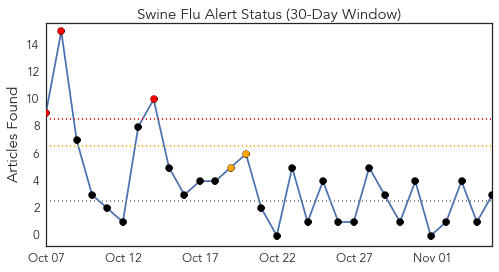 Swine Flu Alert Status (30-Day Window)
Articles Found
14
12
10
8
6
4
2
0
Oct 07 Oct 12 Oct 17 Oct 22 Oct 27 Nov 01